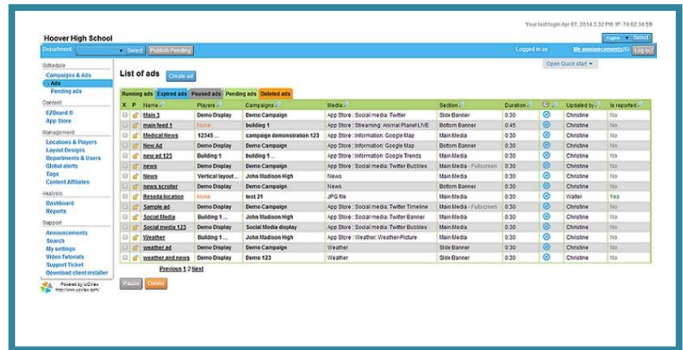 Your last login: Apr 07, 2014 3:32 PM. IP: 74.62.34.59
Hoover High School
English Select
Department: Select Publish Pending Logged in as: My announcements(6) Log out
Open Quick start
Schedule
Campaigns & Ads
- Ads
Pending ads
Content
EZBoard ®
App Store
Management
Locations & Players
Layout Designs
Departments & Users
Global alerts
Tags
Content Affiliates
Analysis
Dashboard
Reports
Support
Announcements
Search
My settings
Video Tutorials
Support Ticket
Download client installer
Powered by UCView
http://www.ucview.com/
List of ads Create ad
Running ads Expired ads Paused ads Pending ads Deleted ads
X P Name Players Campaigns Media Section Duration Updated by Is reported
Main 3 Demo Display Demo Campaign App Store : Social media: Twitter Side Banner 0:30 Christine No
main feed 1 None building 1 App Store : Streaming: Animal Planet LIVE Bottom Banner 0:45 Christine No
Medical News 12345 ... campaign demonstration 123 App Store : Information: Google Map Main Media 0:30 Christine No
New Ad Demo Display Demo Campaign App Store : Information: Google Map Bottom Banner 0:30 Christine No
new ad 123 Building 1 building 1 ... App Store : Information: Google Trends Main Media 0:30 Christine No
news Demo Display Demo Campaign App Store : Social media: Twitter Bubbles Main Media - Fullscreen 0:30 Christine No
News Vertical layout... John Madison High News Main Media 0:30 Christine No
news scroller Demo Display Demo Campaign News Bottom Banner 0:30 Christine No
Reseda location None test 21 JPG file Main Media 0:30 Walter Yes
Sample ad Demo Display Demo Campaign App Store : Social media: Twitter Timeline Main Media - Fullscreen 0:30 Christine No
Social Media Building 1 ... John Madison High App Store : Social media: Twitter Banner Main Media 0:30 Christine No
Social media 123 Demo Display Social Media display App Store : Social media: Twitter Bubbles Main Media 0:30 Christine No
Weather Building 1 ... John Madison High App Store : Weather: Weather-Picture Main Media 0:30 Christine No
weather ad Demo Display Demo Campaign Weather Side Banner 0:30 Christine No
weather and news Demo Display Demo 123 Weather Side Banner 0:30 Christine No
Previous 1 2 Next
Pause Delete